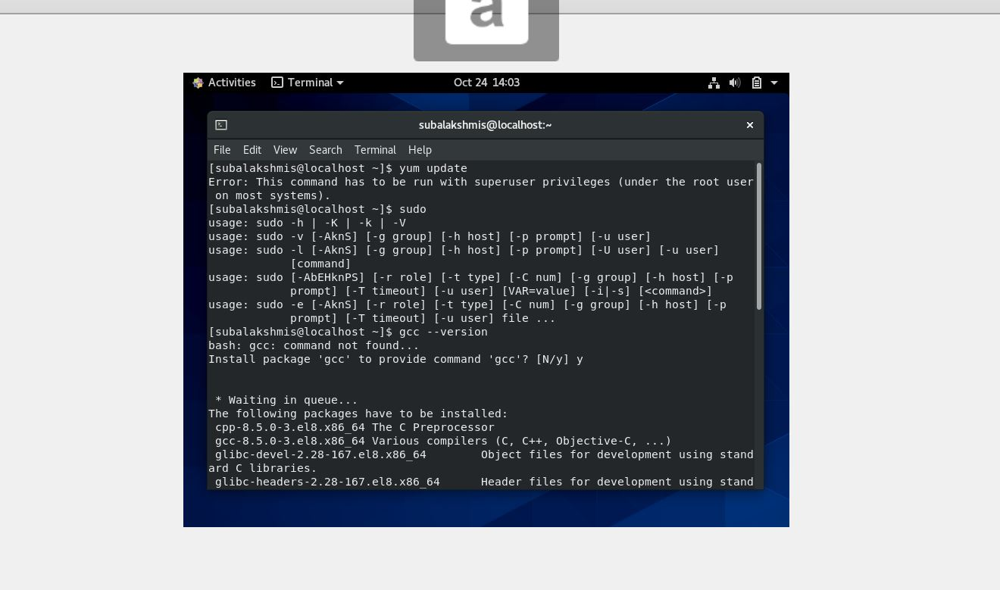 a
Activities Terminal Oct 24 14:03
subalakshmis@localhost:~
File Edit View Search Terminal Help
[subalakshmis@localhost ~]$ yum update
Error: This command has to be run with superuser privileges (under the root user
 on most systems).
[subalakshmis@localhost ~]$ sudo
usage: sudo -h | -K | -k | -V
usage: sudo -v [-AknS] [-g group] [-h host] [-p prompt] [-u user]
usage: sudo -l [-AknS] [-g group] [-h host] [-p prompt] [-U user] [-u user]
            [command]
usage: sudo [-AbEHknPS] [-r role] [-t type] [-C num] [-g group] [-h host] [-p
            prompt] [-T timeout] [-u user] [VAR=value] [-i|-s] [<command>]
usage: sudo -e [-AknS] [-r role] [-t type] [-C num] [-g group] [-h host] [-p
            prompt] [-T timeout] [-u user] file ...
[subalakshmis@localhost ~]$ gcc --version
bash: gcc: command not found...
Install package 'gcc' to provide command 'gcc'? [N/y] y
 * Waiting in queue...
The following packages have to be installed:
 cpp-8.5.0-3.el8.x86_64 The C Preprocessor
 gcc-8.5.0-3.el8.x86_64 Various compilers (C, C++, Objective-C, ...)
 glibc-devel-2.28-167.el8.x86_64        Object files for development using stand
ard C libraries.
 glibc-headers-2.28-167.el8.x86_64      Header files for development using stand